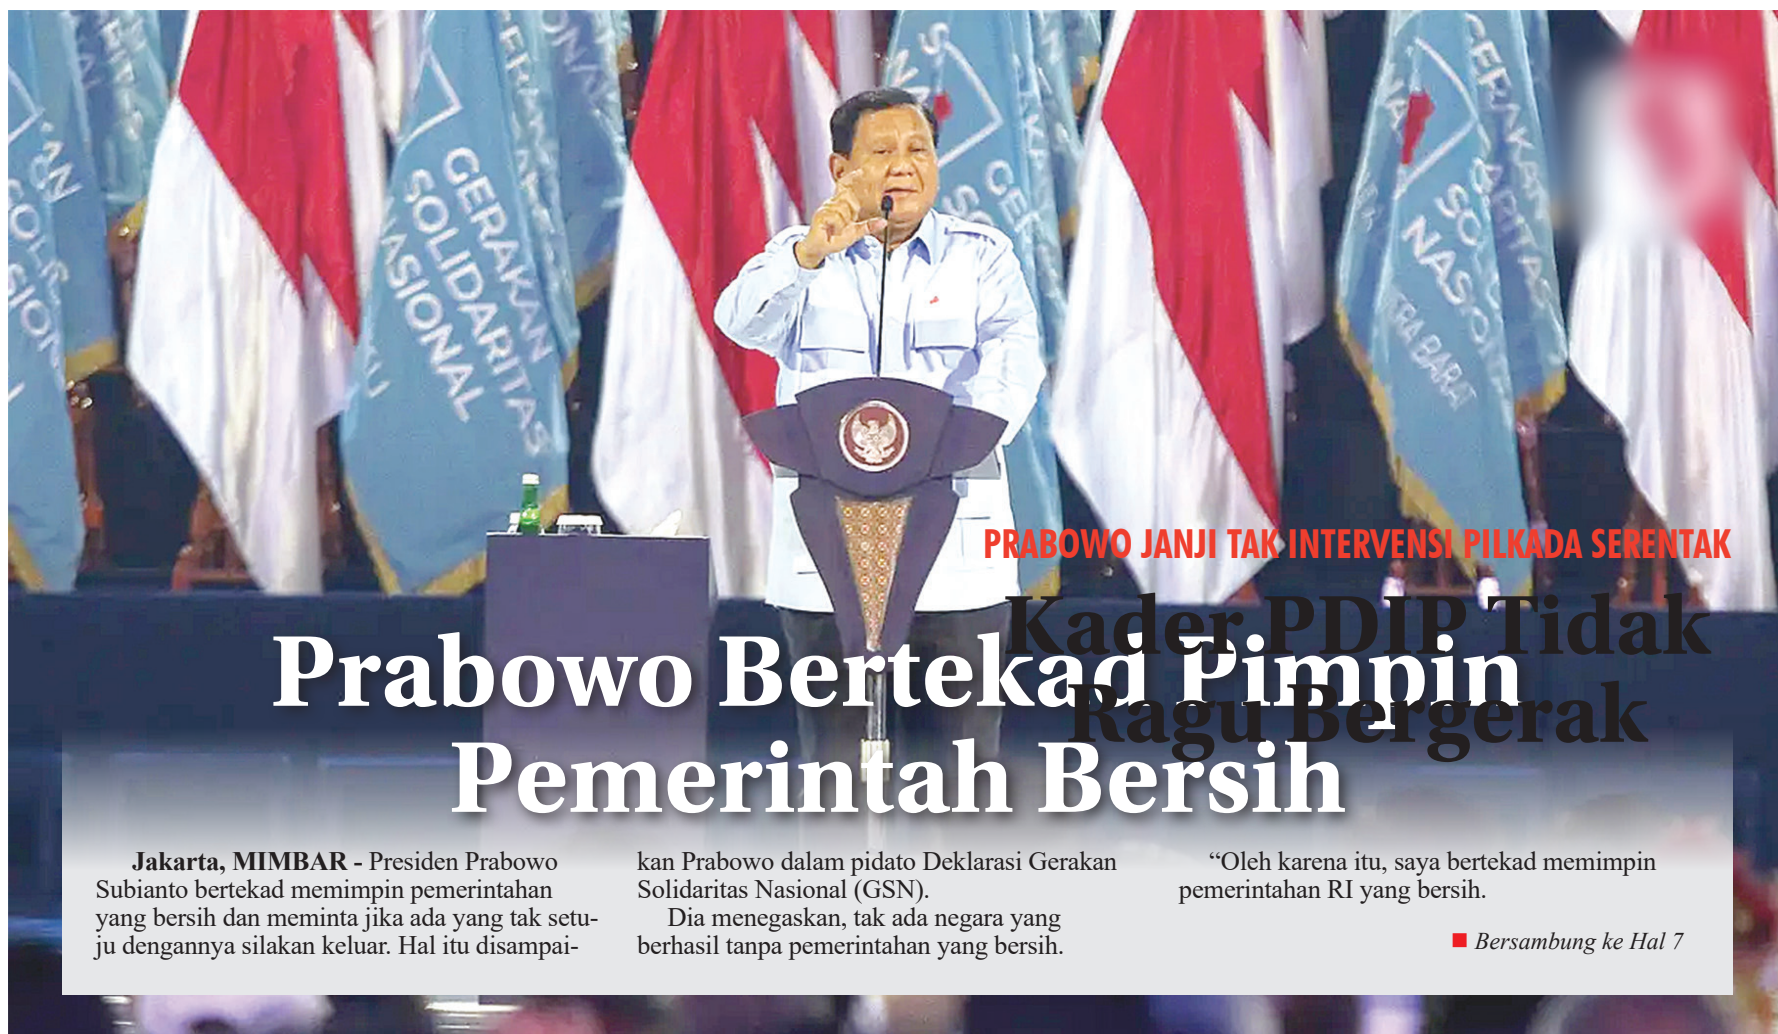 GERAKAN
SOLIDARITAS
NASIONAL
GERAKAN
NASIONAL
PRABOWO JANJI TAK INTERVENSI PILKADA SERENTAK
Kader PDIP Tidak
Ragu Bergerak
Prabowo Bertekad Pimpin
Pemerintah Bersih
Jakarta, MIMBAR - Presiden Prabowo
Subianto bertekad memimpin pemerintahan
yang bersih dan meminta jika ada yang tak setu-
ju dengannya silakan keluar. Hal itu disampai-
kan Prabowo dalam pidato Deklarasi Gerakan
Solidaritas Nasional (GSN).
Dia menegaskan, tak ada negara yang
berhasil tanpa pemerintahan yang bersih.
“Oleh karena itu, saya bertekad memimpin
pemerintahan RI yang bersih.
Bersambung ke Hal 7